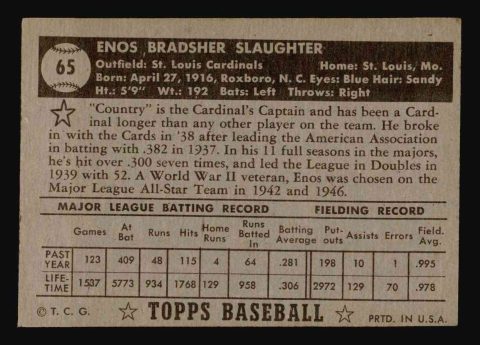 65
ENOS BRADSHER SLAUGHTER
Outfield: St. Louis Cardinals Home: St. Louis, Mo.
Born: April 27, 1916, Roxboro, N. C. Eyes: Blue Hair: Sandy
Ht.: 5'9" Wt.: 192 Bats: Left Throws: Right
"Country" is the Cardinal's Captain and has been a Card-
inal longer than any other player on the team. He broke
in with the Cards in '38 after leading the American Association
in batting with .382 in 1937. In his 11 full seasons in the majors,
he's hit over .300 seven times, and led the League in Doubles in
1939 with 52. A World War II veteran, Enos was chosen on the
Major League All-Star Team in 1942 and 1946.
MAJOR LEAGUE BATTING RECORD FIELDING RECORD
Games At Bat Runs Hits Home Runs Runs Batted In Batting Average Put-outs Assists Errors Field. Avg.
PAST YEAR 123 409 48 115 4 64 .281 198 10 1 .995
LIFE-TIME 1537 5773 934 1768 129 958 .306 2972 129 70 .978
© T. C. G. TOPPS BASEBALL PRTD. IN U.S.A.